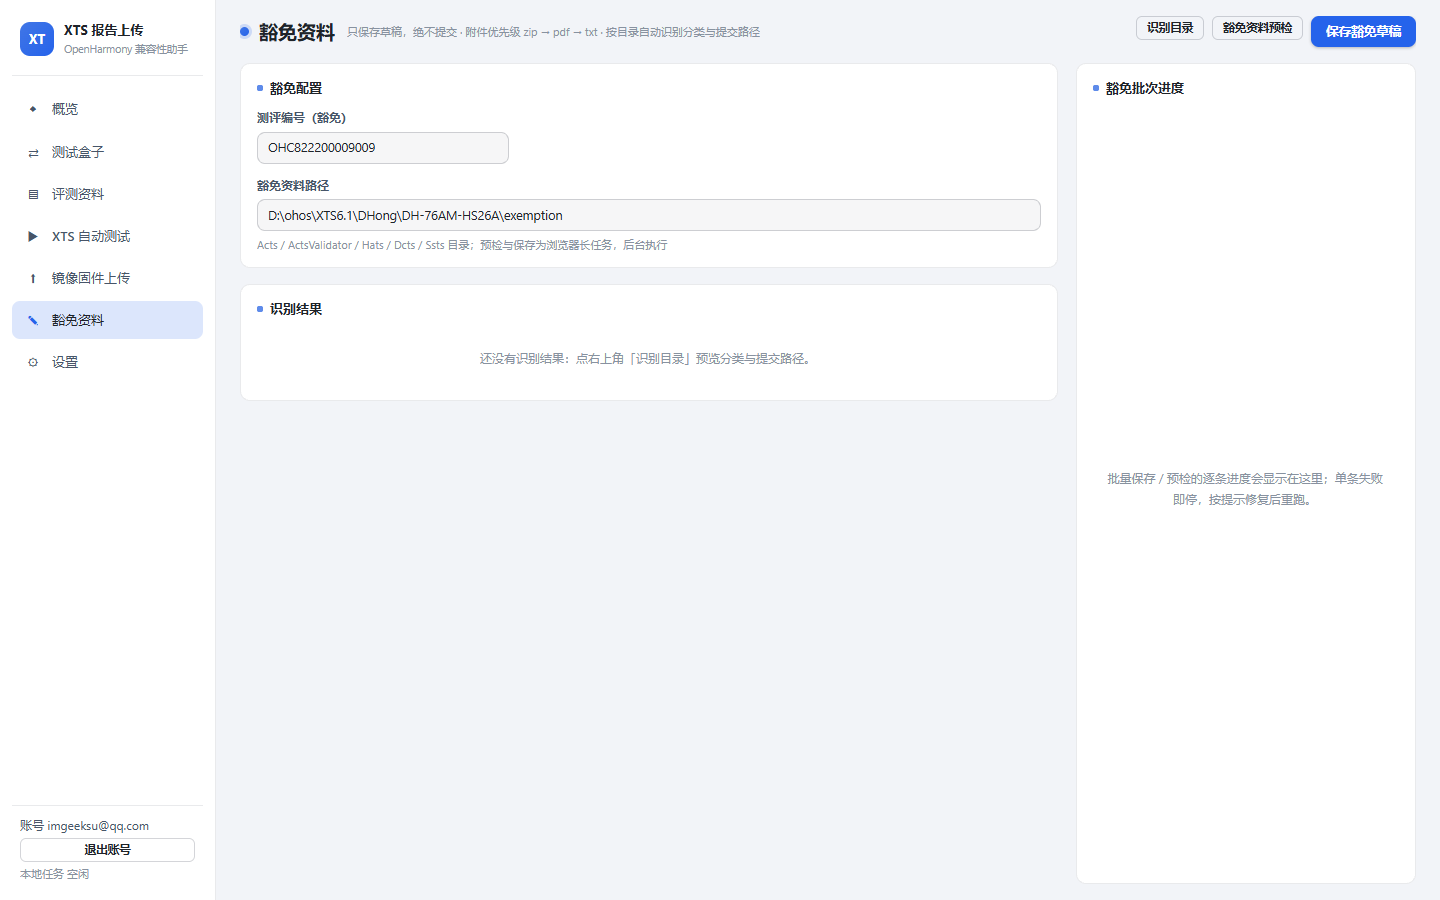 XT
XTS 报告上传
OpenHarmony 兼容性助手
概览
测试盒子
评测资料
XTS 自动测试
镜像固件上传
豁免资料
设置
账号 imgeeksu@qq.com
退出账号
本地任务 空闲
豁免资料
只保存草稿，绝不提交 · 附件优先级 zip → pdf → txt · 按目录自动识别分类与提交路径
识别目录
豁免资料预检
保存豁免草稿
豁免配置
测评编号（豁免）
OHC822200009009
豁免资料路径
D:\ohos\XTS6.1\DHong\DH-76AM-HS26A\exemption
Acts / ActsValidator / Hats / Dcts / Ssts 目录；预检与保存为浏览器长任务，后台执行
识别结果
还没有识别结果：点右上角「识别目录」预览分类与提交路径。
豁免批次进度
批量保存 / 预检的逐条进度会显示在这里；单条失败
即停，按提示修复后重跑。